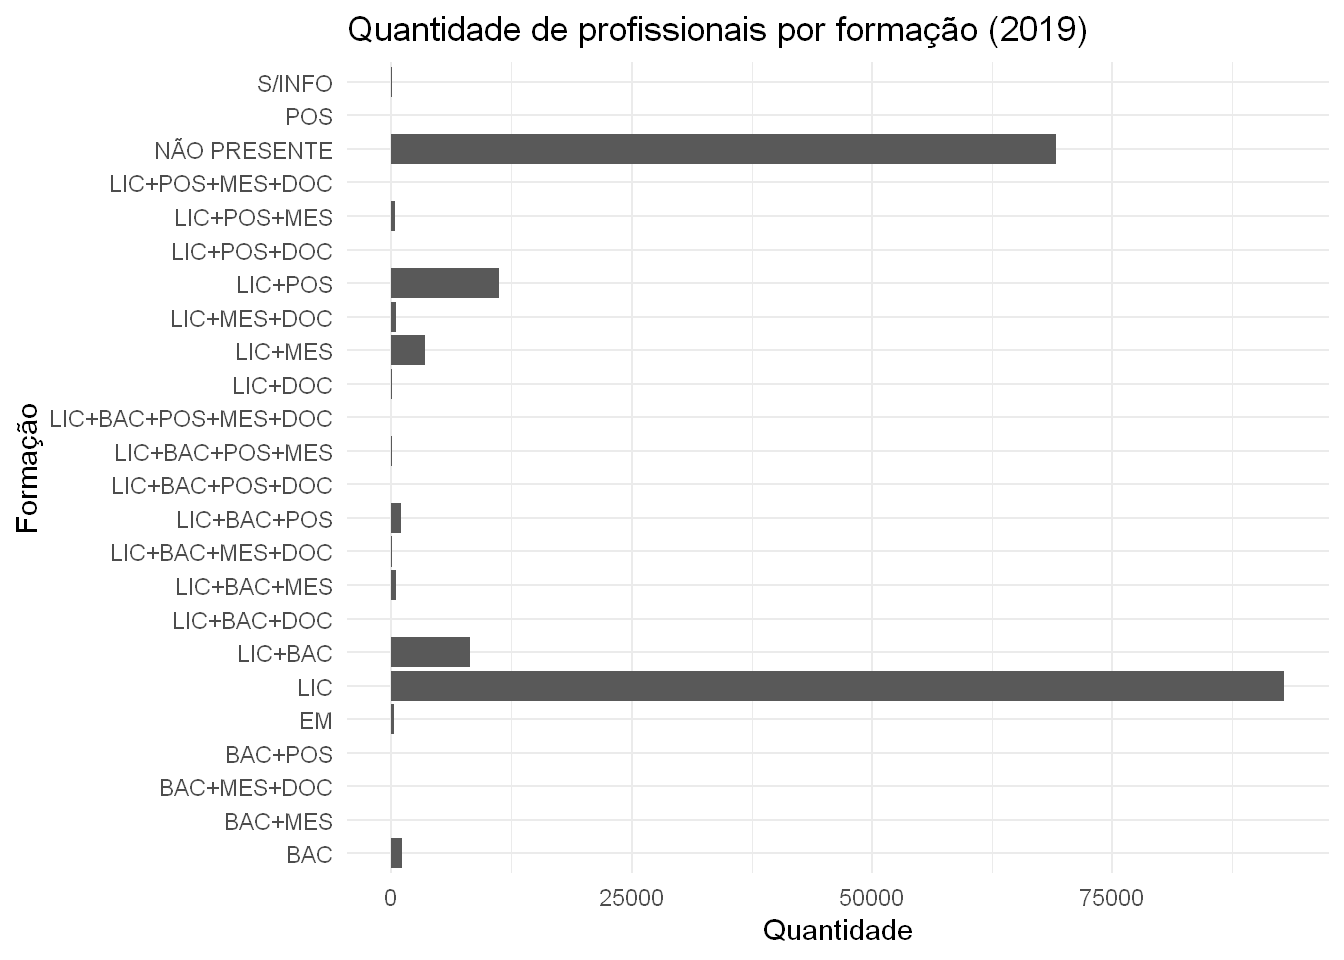 Quantidade de profissionais por formação (2019)
S/INFO
POS
NÃO PRESENTE
LIC+POS+MES+DOC
LIC+POS+MES
LIC+POS+DOC
LIC+POS
LIC+MES+DOC
LIC+MES
LIC+DOC
LIC+BAC+POS+MES+DOC
LIC+BAC+POS+MES
LIC+BAC+POS+DOC
LIC+BAC+POS
LIC+BAC+MES+DOC
LIC+BAC+MES
LIC+BAC+DOC
LIC+BAC
LIC
EM
BAC+POS
BAC+MES+DOC
BAC+MES
BAC
Formação
0 25000 50000 75000
Quantidade